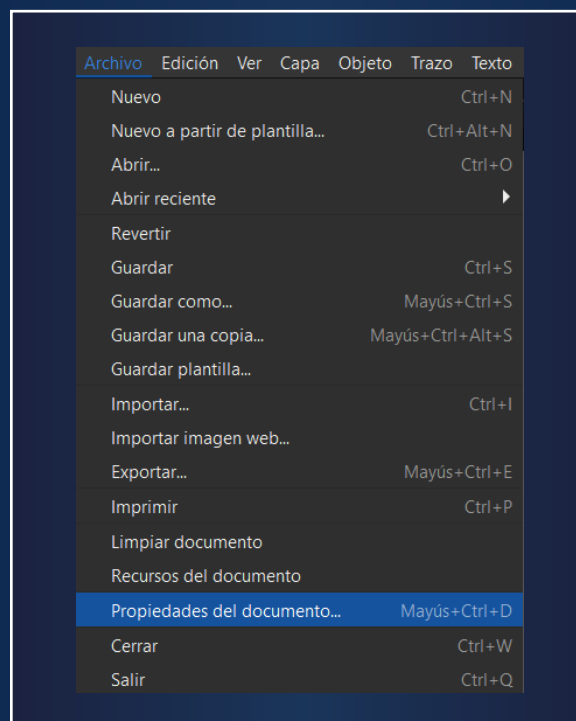 Archivo Edición Ver Capa Objeto Trazo Texto
Nuevo Ctrl+N
Nuevo a partir de plantilla... Ctrl+Alt+N
Abrir... Ctrl+O
Abrir reciente
Revertir
Guardar Ctrl+S
Guardar como... Mayús+Ctrl+S
Guardar una copia... Mayús+Ctrl+Alt+S
Guardar plantilla...
Importar... Ctrl+I
Importar imagen web...
Exportar... Mayús+Ctrl+E
Imprimir Ctrl+P
Limpiar documento
Recursos del documento
Propiedades del documento... Mayús+Ctrl+D
Cerrar Ctrl+W
Salir Ctrl+Q